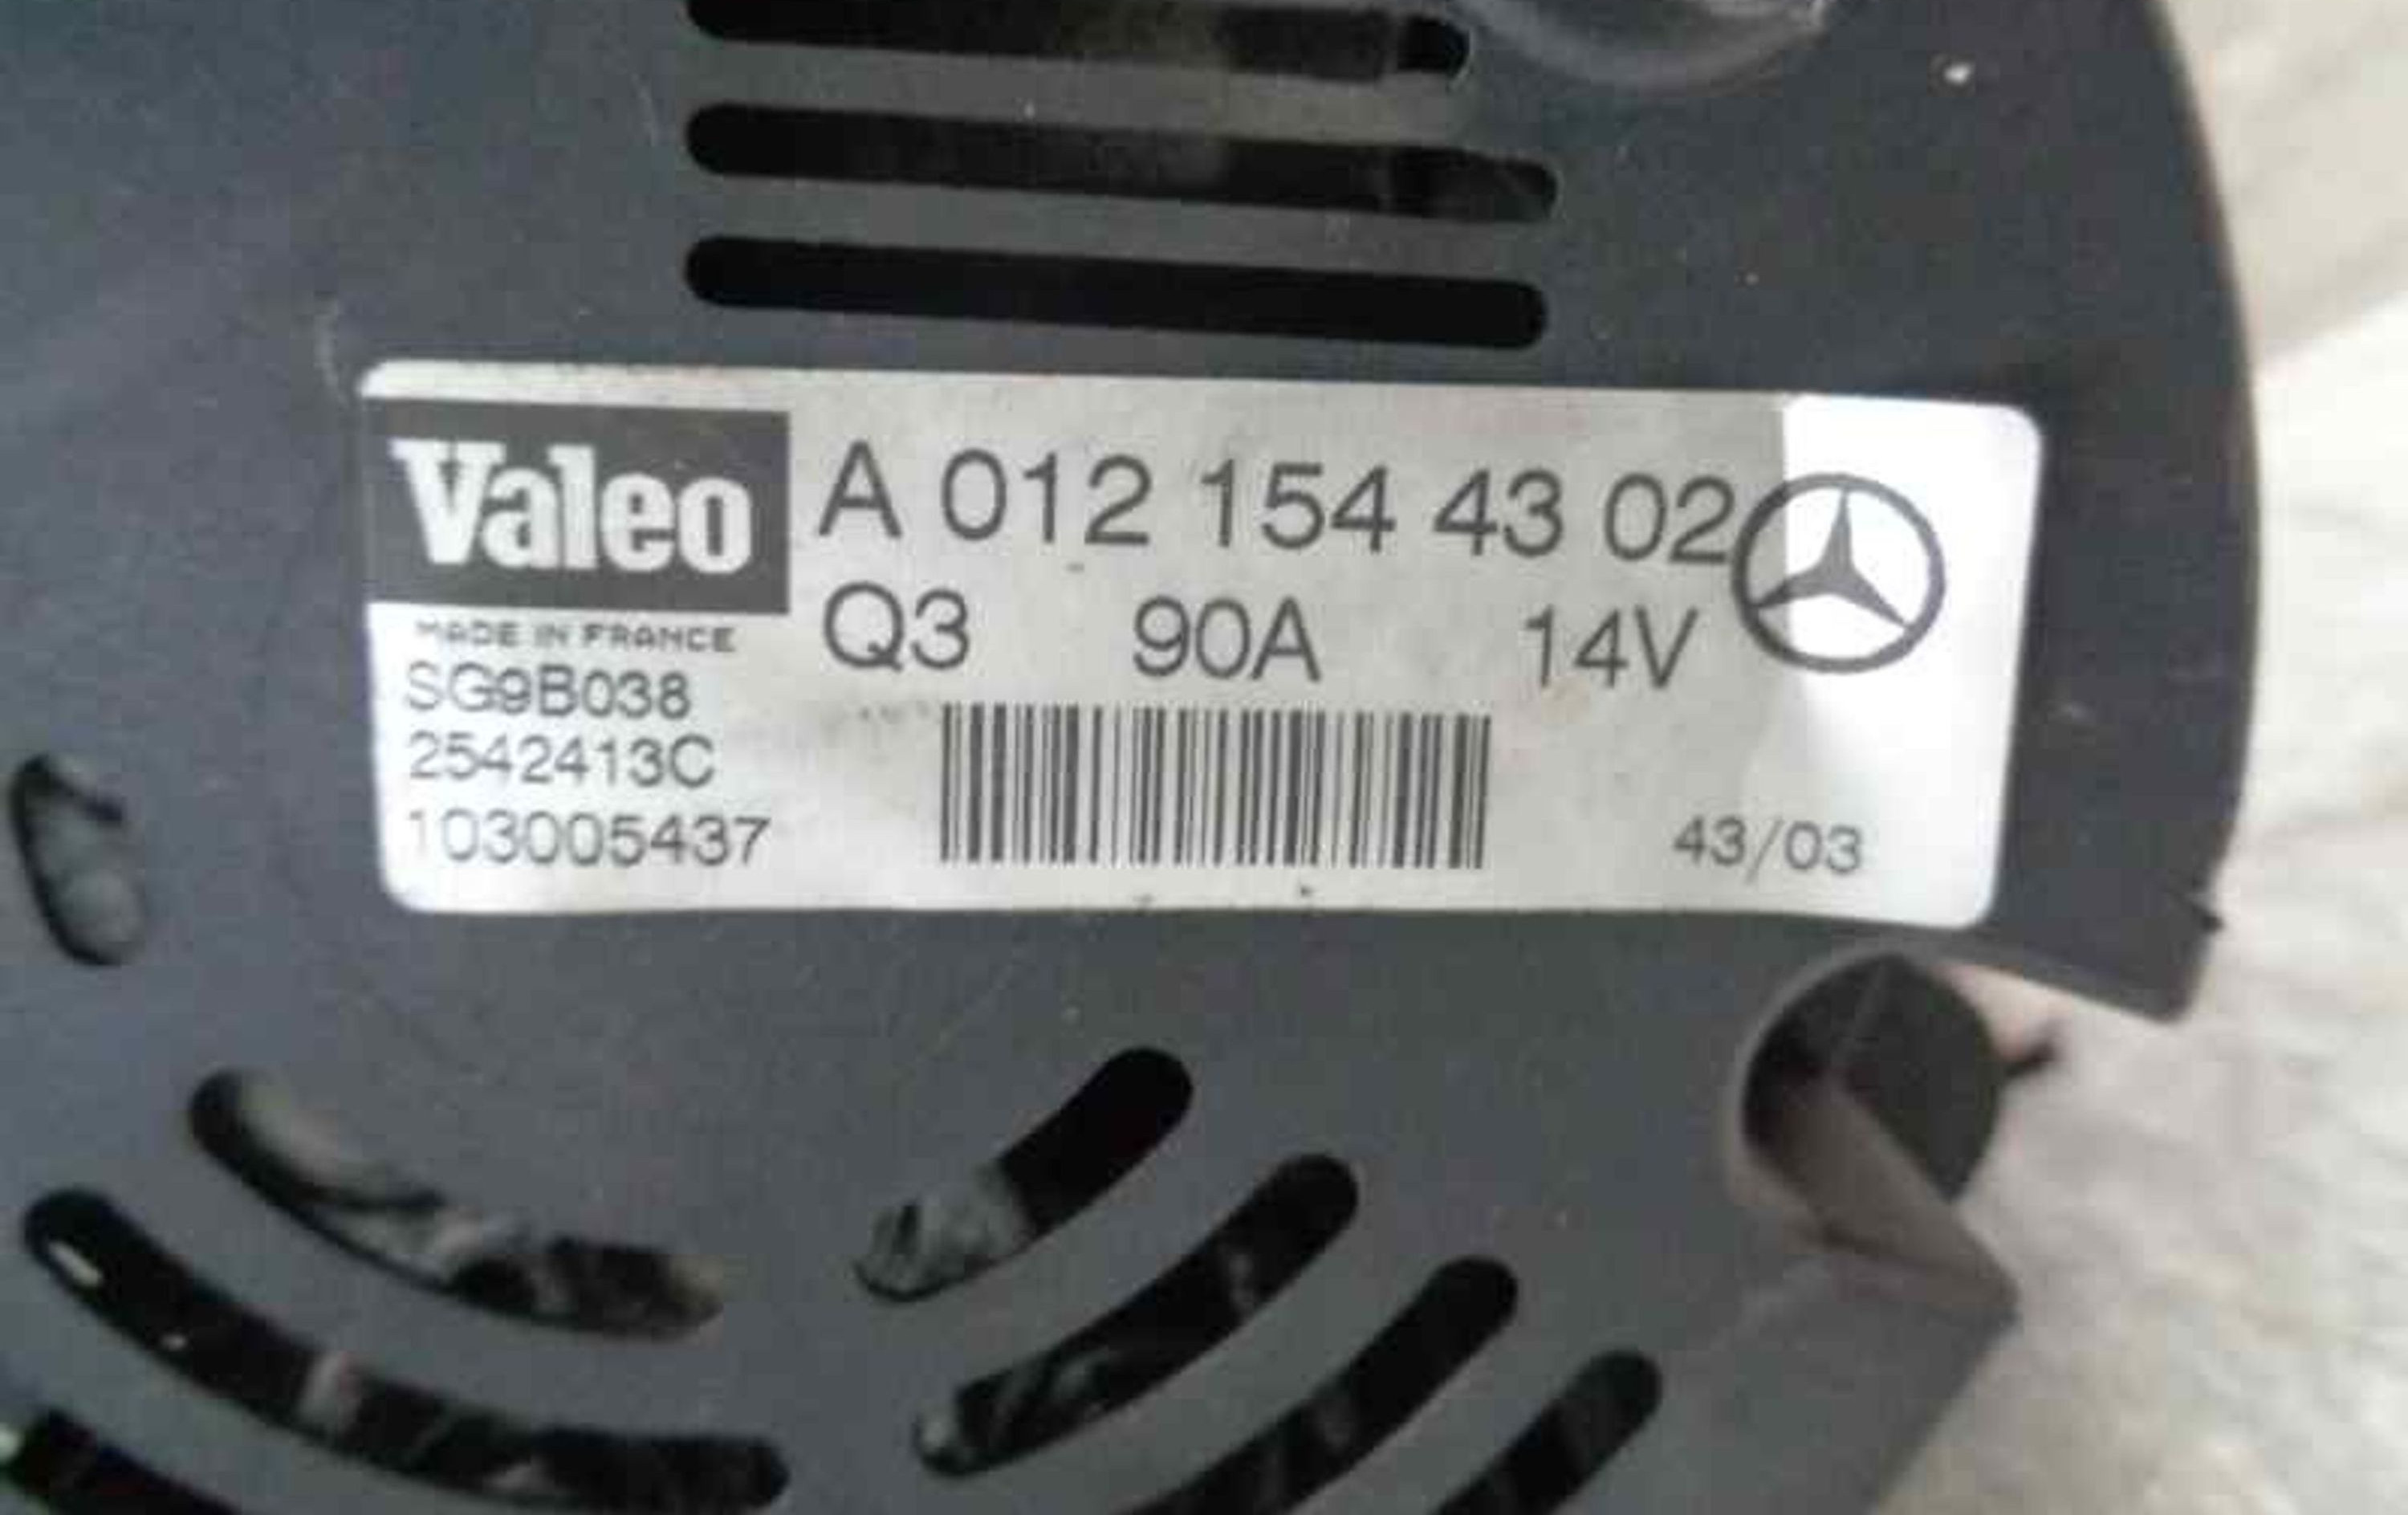 Valeo
A 012 154 43 02
Q3 90A 14V
MADE IN FRANCE
SG9B038
2542413C
103005437
43/03